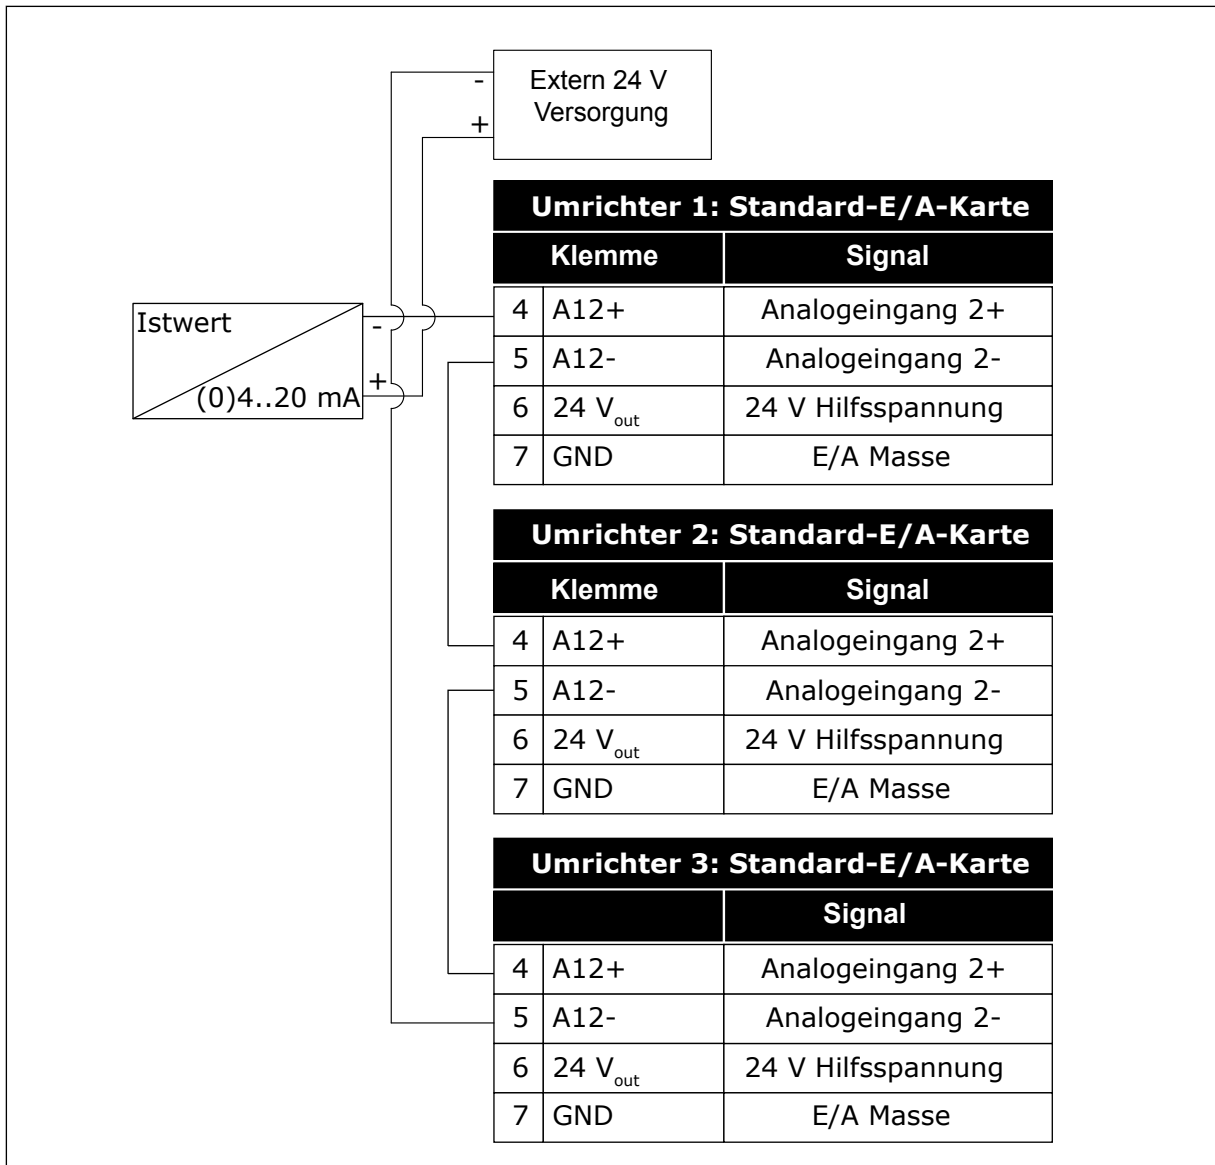 -
Extern 24 V
Versorgung
+
Umrichter 1: Standard-E/A-Karte
Klemme Signal
Istwert
-
+
(0)4..20 mA
4 A12+ Analogeingang 2+
5 A12- Analogeingang 2-
6 24 Vout 24 V Hilfsspannung
7 GND E/A Masse
Umrichter 2: Standard-E/A-Karte
Klemme Signal
4 A12+ Analogeingang 2+
5 A12- Analogeingang 2-
6 24 Vout 24 V Hilfsspannung
7 GND E/A Masse
Umrichter 3: Standard-E/A-Karte
Signal
4 A12+ Analogeingang 2+
5 A12- Analogeingang 2-
6 24 Vout 24 V Hilfsspannung
7 GND E/A Masse